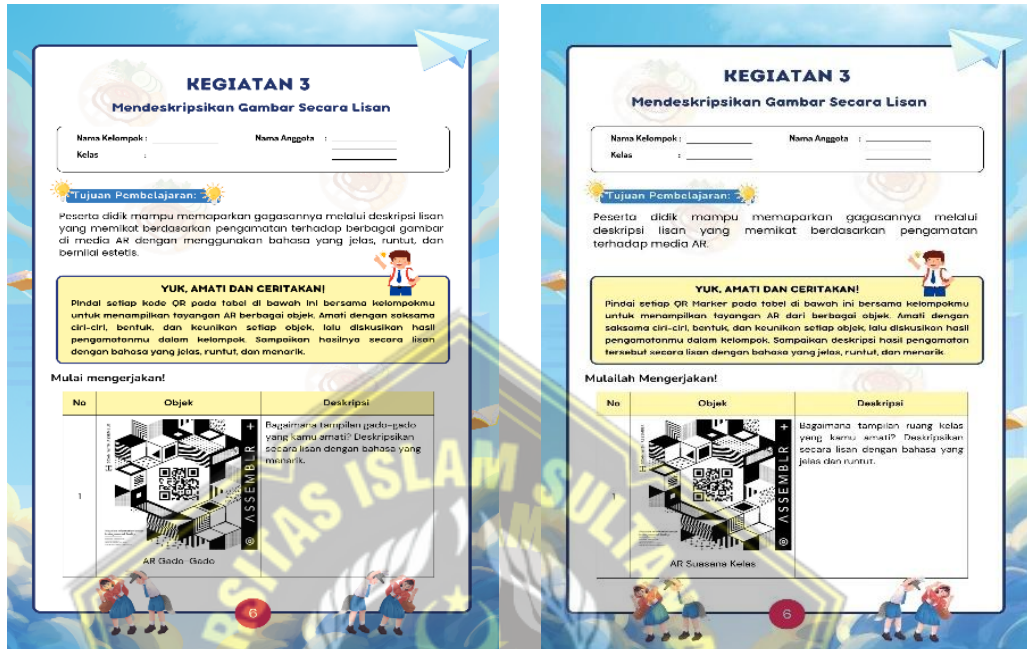 KEGIATAN 3
Mendeskripsikan Gambar Secara Lisan
Nama Kelompok :
Nama Anggota :
Kelas :
Tujuan Pembelajaran:
Peserta didik mampu memaparkan gagasannya melalui deskripsi lisan
yang memikat berdasarkan pengamatan terhadap berbagai gambar
di media AR dengan menggunakan bahasa yang jelas, runtut, dan
bernilai estetis.
YUK, AMATI DAN CERITAKAN!
Pindai setiap kode QR pada tabel di bawah ini bersama kelompokmu
untuk menampilkan tayangan AR berbagai objek. Amati dengan saksama
ciri-ciri, bentuk, dan keunikan setiap objek, lalu diskusikan hasil
pengamatanmu dalam kelompok. Sampaikan hasilnya secara lisan
dengan bahasa yang jelas, runtut, dan menarik.
Mulai mengerjakan!
No Objek Deskripsi
1
ASSEMBLR
Bagaimana tampilan gado-gado
yang kamu amati? Deskripsikan
secara lisan dengan bahasa yang
menarik.
AR Gado-Gado
6
KEGIATAN 3
Mendeskripsikan Gambar Secara Lisan
Nama Kelompok :
Nama Anggota :
Kelas :
Tujuan Pembelajaran:
Peserta didik mampu memaparkan gagasannya melalui
deskripsi lisan yang memikat berdasarkan pengamatan
terhadap media AR.
YUK, AMATI DAN CERITAKAN!
Pindai setiap QR Marker pada tabel di bawah ini bersama kelompokmu
untuk menampilkan tayangan AR dari berbagai objek. Amati dengan
saksama ciri-ciri, bentuk, dan keunikan setiap objek, lalu diskusikan hasil
pengamatanmu dalam kelompok. Sampaikan deskripsi hasil pengamatan
tersebut secara lisan dengan bahasa yang jelas, runtut, dan menarik.
Mulailah Mengerjakan!
No Objek Deskripsi
1
ASSEMBLR
Bagaimana tampilan ruang kelas
yang kamu amati? Deskripsikan
secara lisan dengan bahasa yang
jelas dan runtut.
AR Suasana Kelas
6
RSITAS ISLAM SULTA